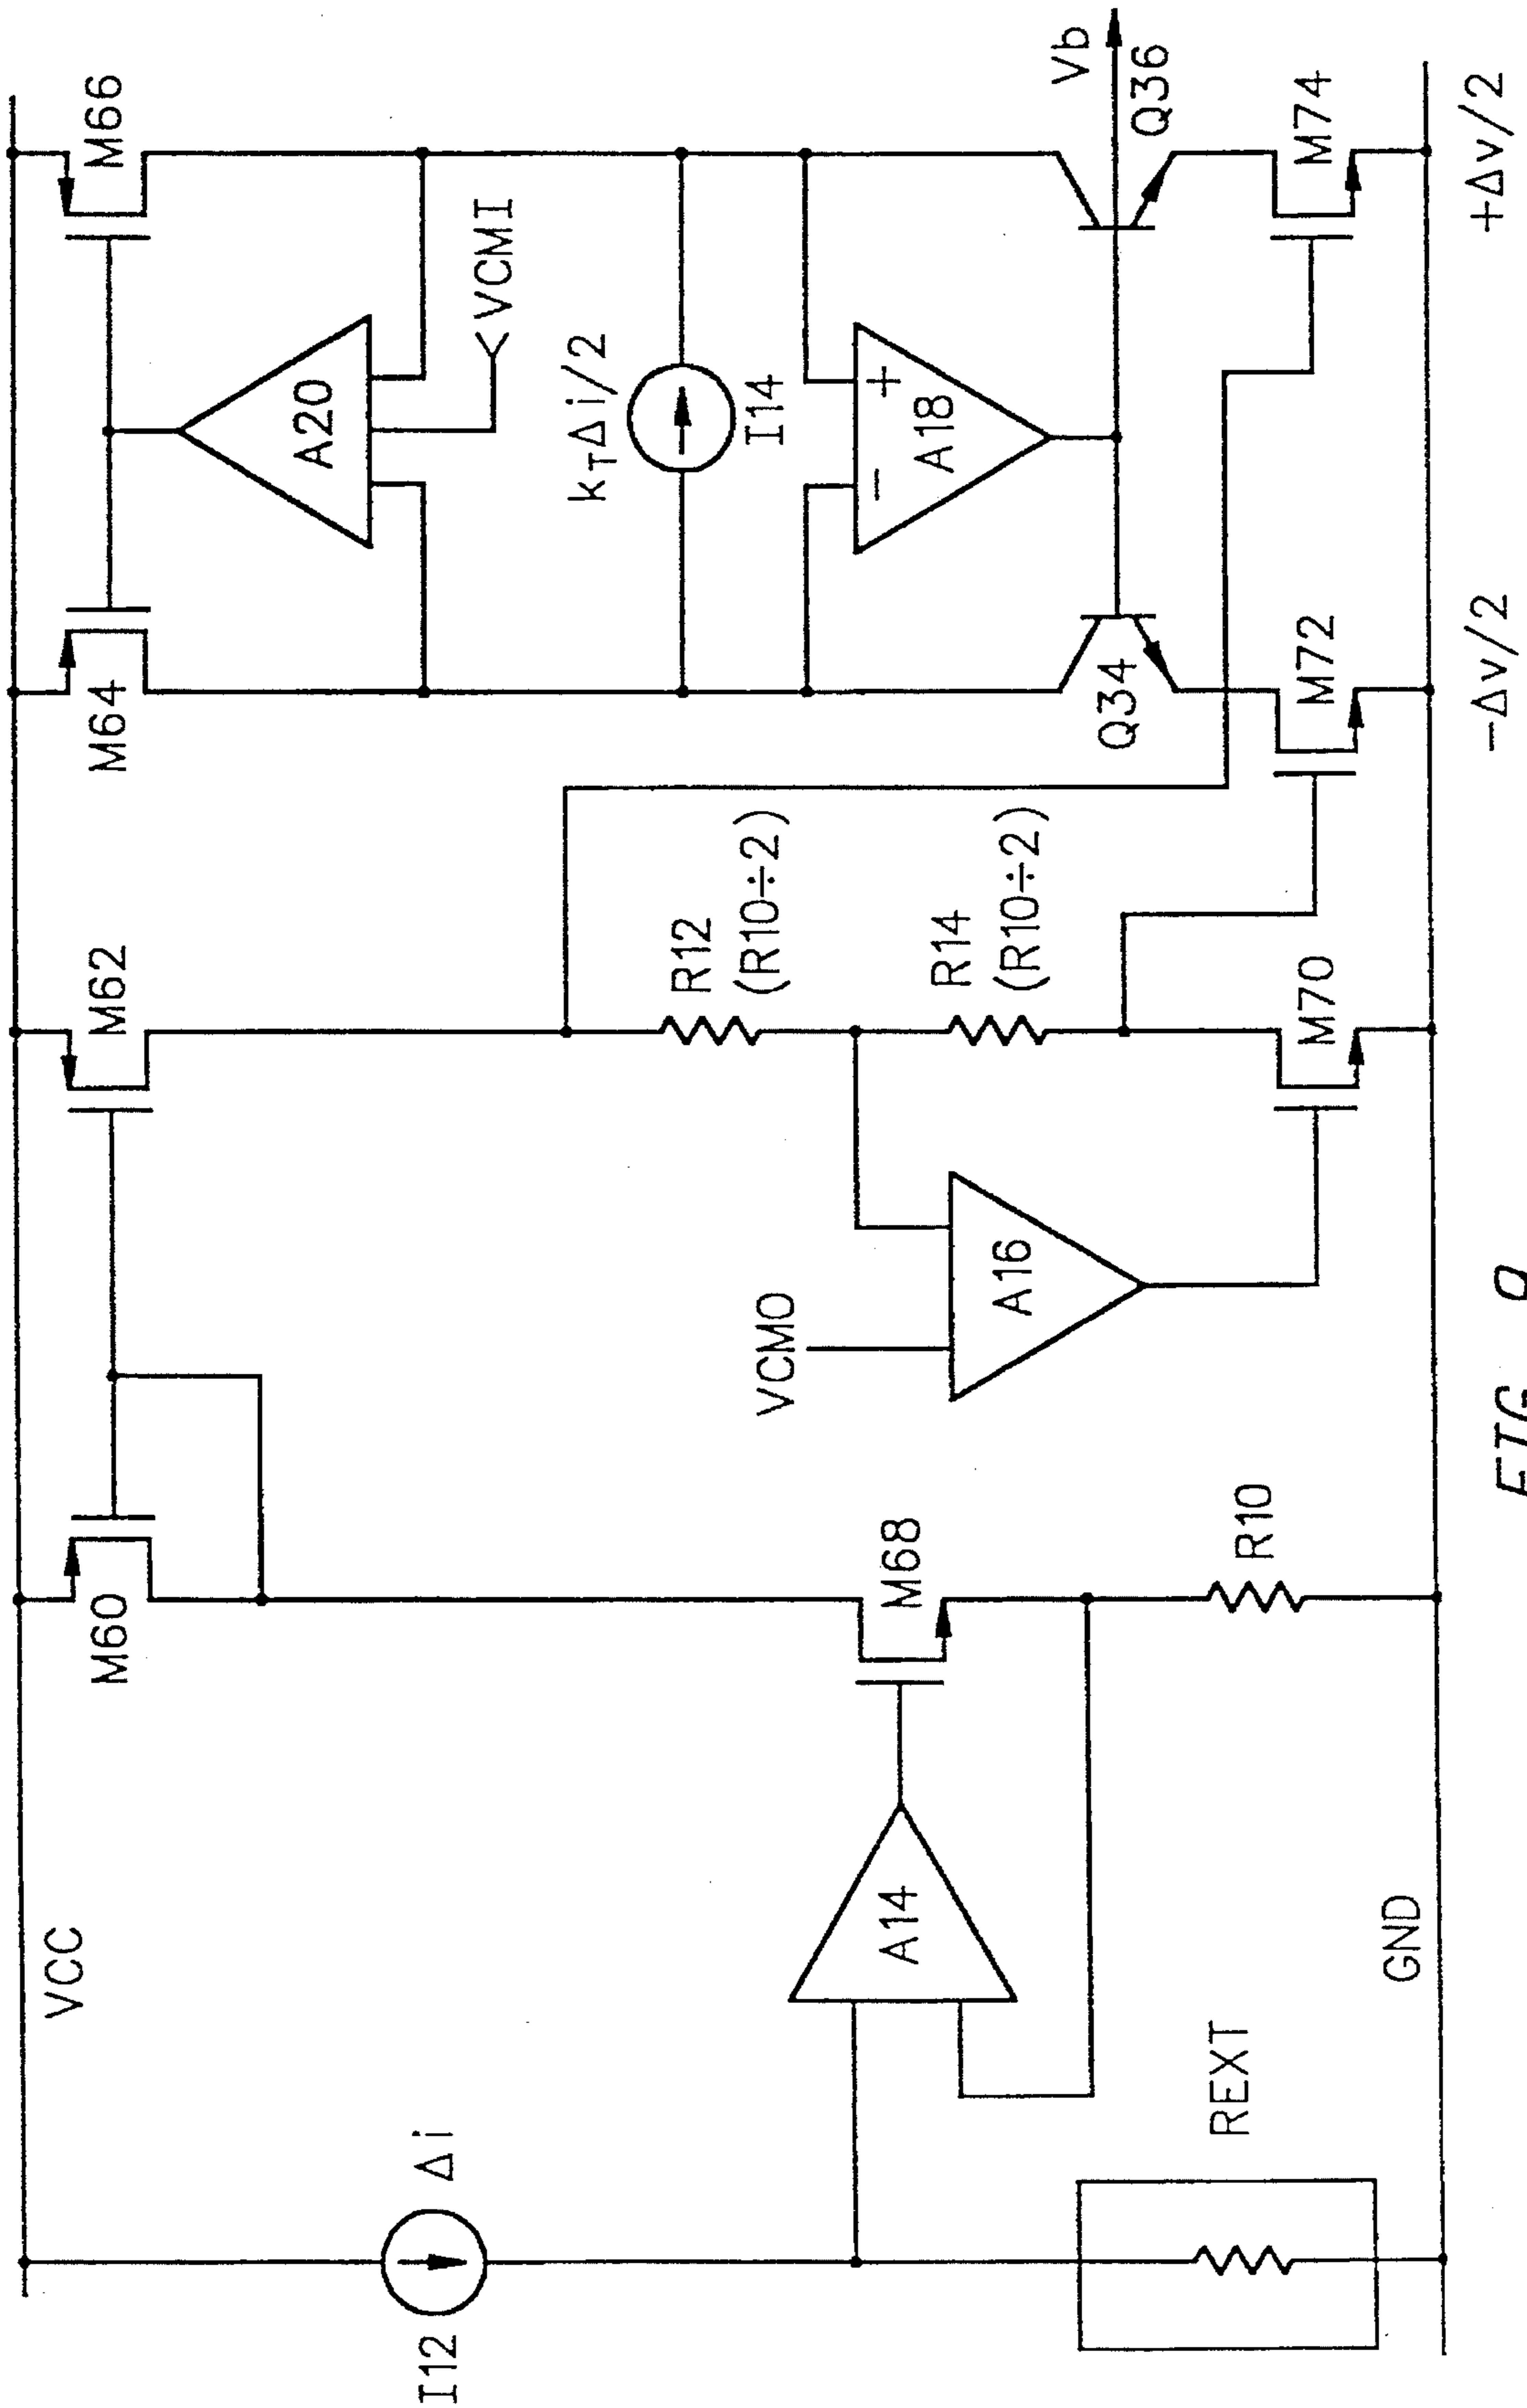 VCC
I12
Δi
REXT
GND
A14
M60
M68
R10
M62
VCMO
A16
R12
(R10÷2)
R14
(R10÷2)
M70
M64
M66
A20
<VCMI
kTΔi/2
I14
- +
A18
Vb
Q34
Q36
M72
M74
-Δv/2
+Δv/2